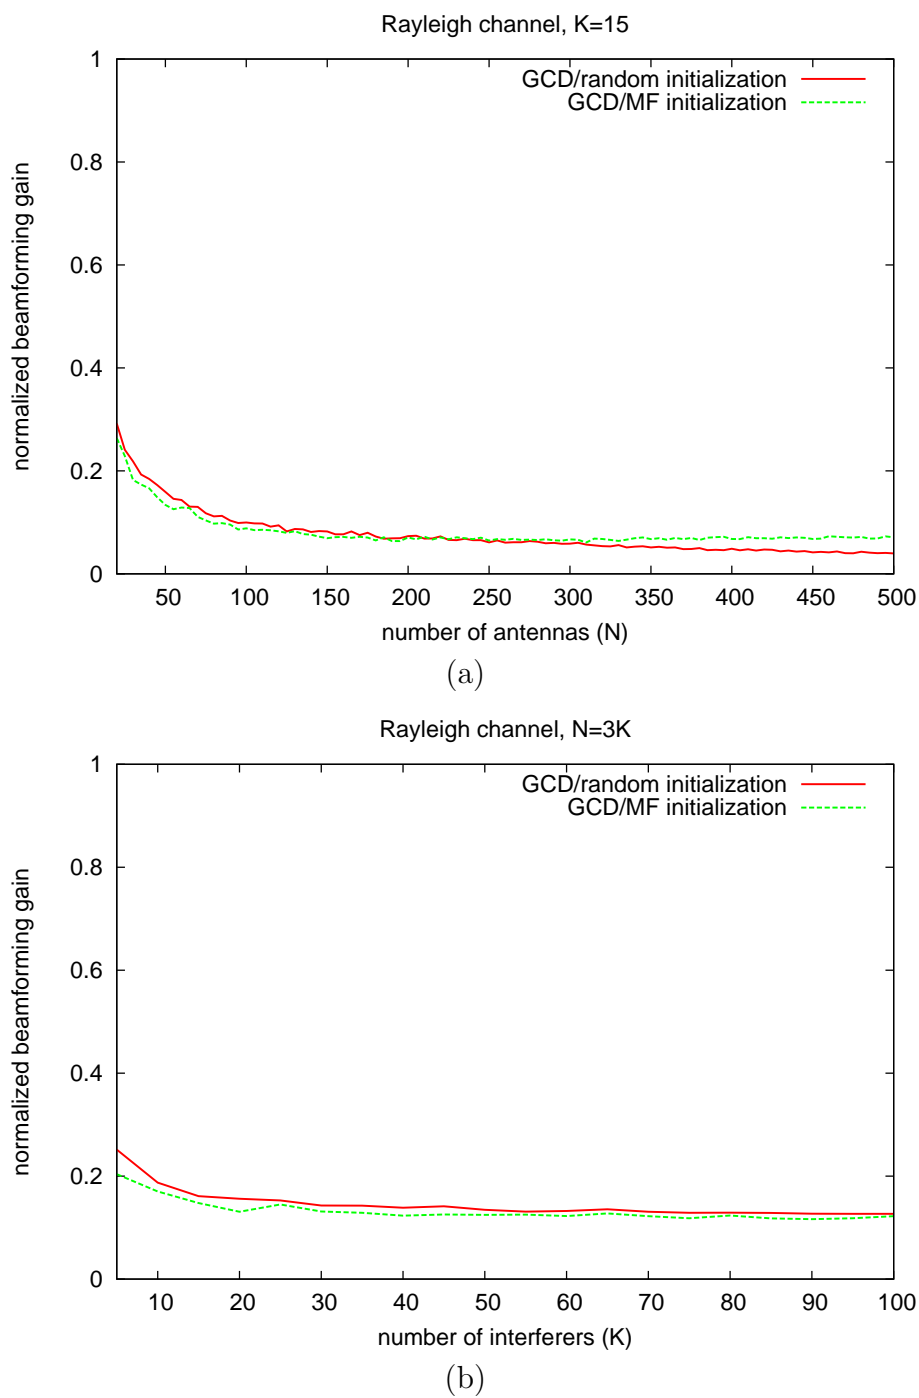 Rayleigh channel, K=15
1
GCD/random initialization
GCD/MF initialization
0.8
0.6
0.4
0.2
0
normalized beamforming gain
50 100 150 200 250 300 350 400 450 500
number of antennas (N)
(a)
Rayleigh channel, N=3K
1
GCD/random initialization
GCD/MF initialization
0.8
0.6
0.4
0.2
0
normalized beamforming gain
10 20 30 40 50 60 70 80 90 100
number of interferers (K)
(b)